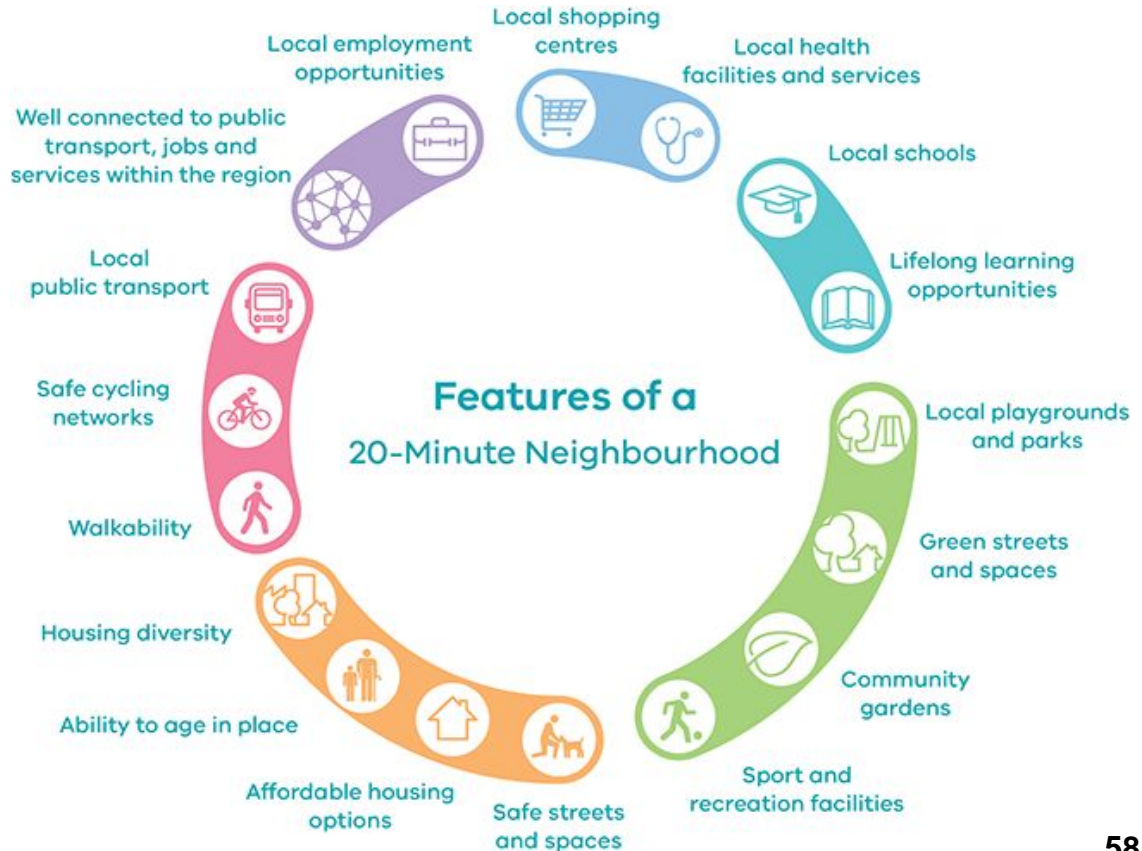 Local shopping
centres
Local health
facilities and services
Local schools
Lifelong learning
opportunities
Local playgrounds
and parks
Green streets
and spaces
Community
gardens
Sport and
recreation facilities
Safe streets
and spaces
Affordable housing
options
Ability to age in place
Housing diversity
Walkability
Safe cycling
networks
Local
public transport
Well connected to public
transport, jobs and
services within the region
Local employment
opportunities
Features of a
20-Minute Neighbourhood
58